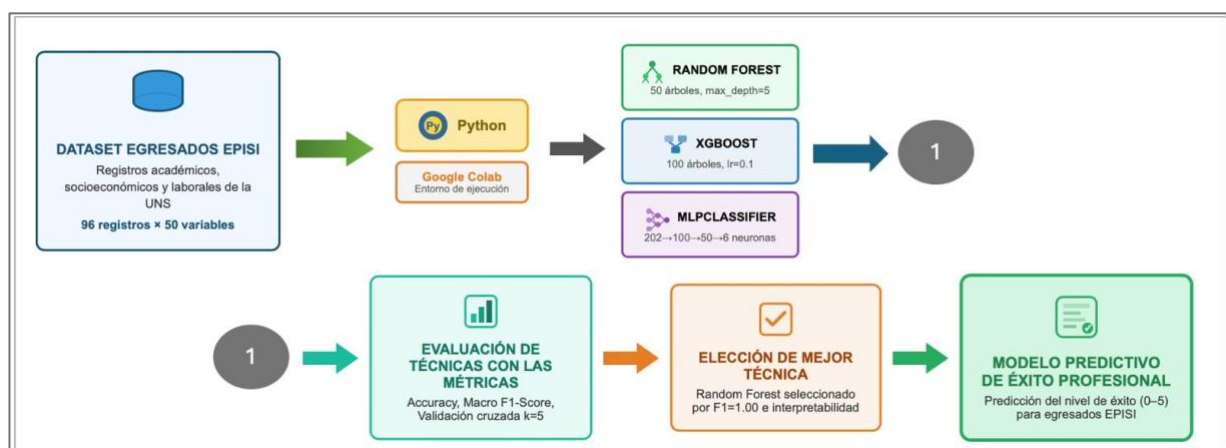 DATASET EGRESADOS EPISI
Registros académicos,
socioeconómicos y laborales de la
UNS
96 registros × 50 variables
Py Python
Google Colab
Entorno de ejecución
RANDOM FOREST
50 árboles, max_depth=5
XGBOOST
100 árboles, lr=0.1
MLPCLASSIFIER
202→100→50→6 neuronas
1
1
EVALUACIÓN DE
TÉCNICAS CON LAS
MÉTRICAS
Accuracy, Macro F1-Score,
Validación cruzada k=5
ELECCIÓN DE MEJOR
TÉCNICA
Random Forest seleccionado
por F1=1.00 e interpretabilidad
MODELO PREDICTIVO
DE ÉXITO PROFESIONAL
Predicción del nivel de éxito (0–5)
para egresados EPISI